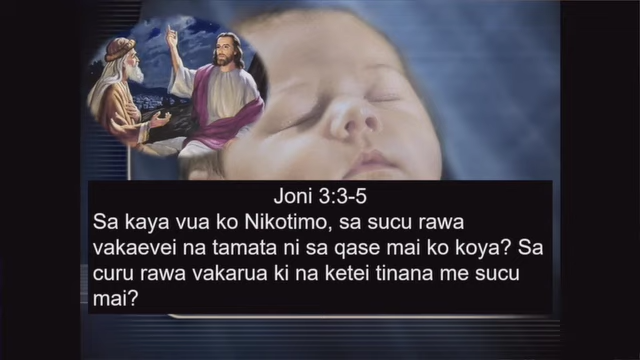 Joni 3:3-5
Sa kaya vua ko Nikotimo, sa sucu rawa
vakaevei na tamata ni sa qase mai ko koya? Sa
curu rawa vakarua ki na ketei tinana me sucu
mai?